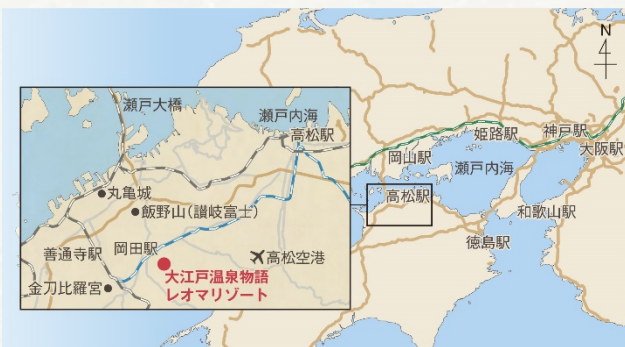 N
瀬戸大橋
瀬戸内海
高松駅
丸亀城
飯野山(讃岐富士)
岡田駅
善通寺駅
高松空港
大江戸温泉物語
レオマリゾート
金刀比羅宮
神戸駅
姫路駅
大阪駅
岡山駅
瀬戸内海
高松駅
和歌山駅
徳島駅